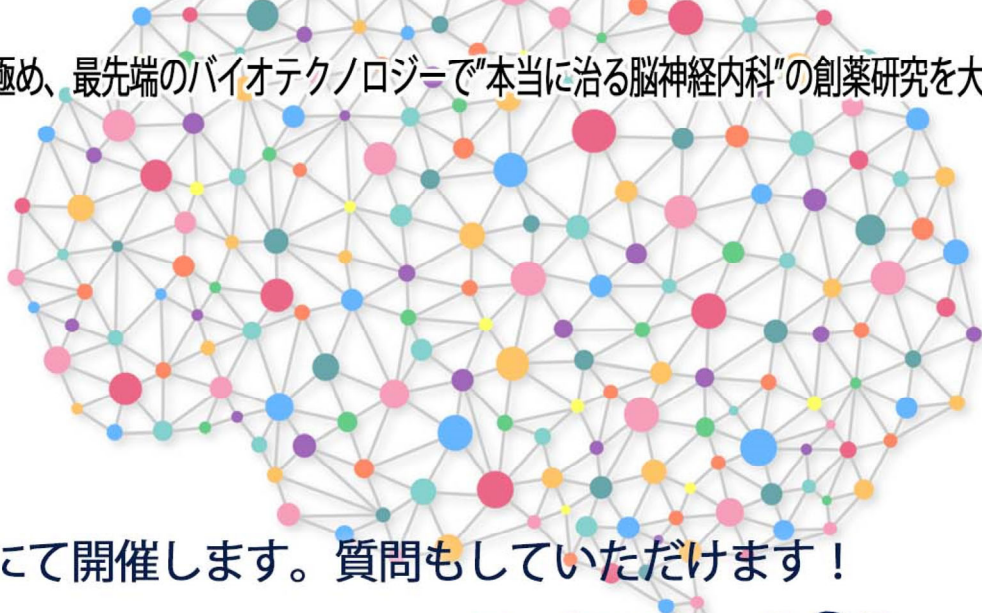 極め、最先端のバイオテクノロジーで"本当に治る脳神経内科"の創薬研究を大
にて開催します。質問もしていただけます！